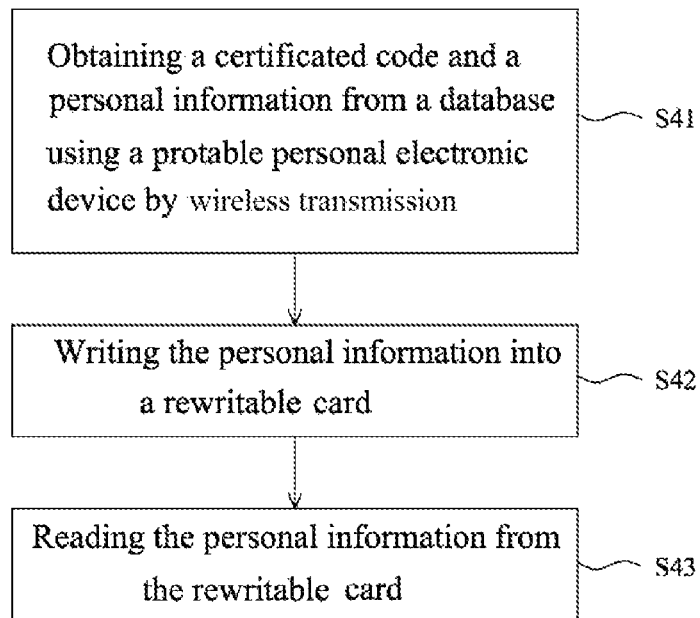 Obtaining a certificated code and a
personal information from a database
using a protable personal electronic
device by wireless transmission
S41
Writing the personal information into
a rewritable card
S42
Reading the personal information from
the rewritable card
S43